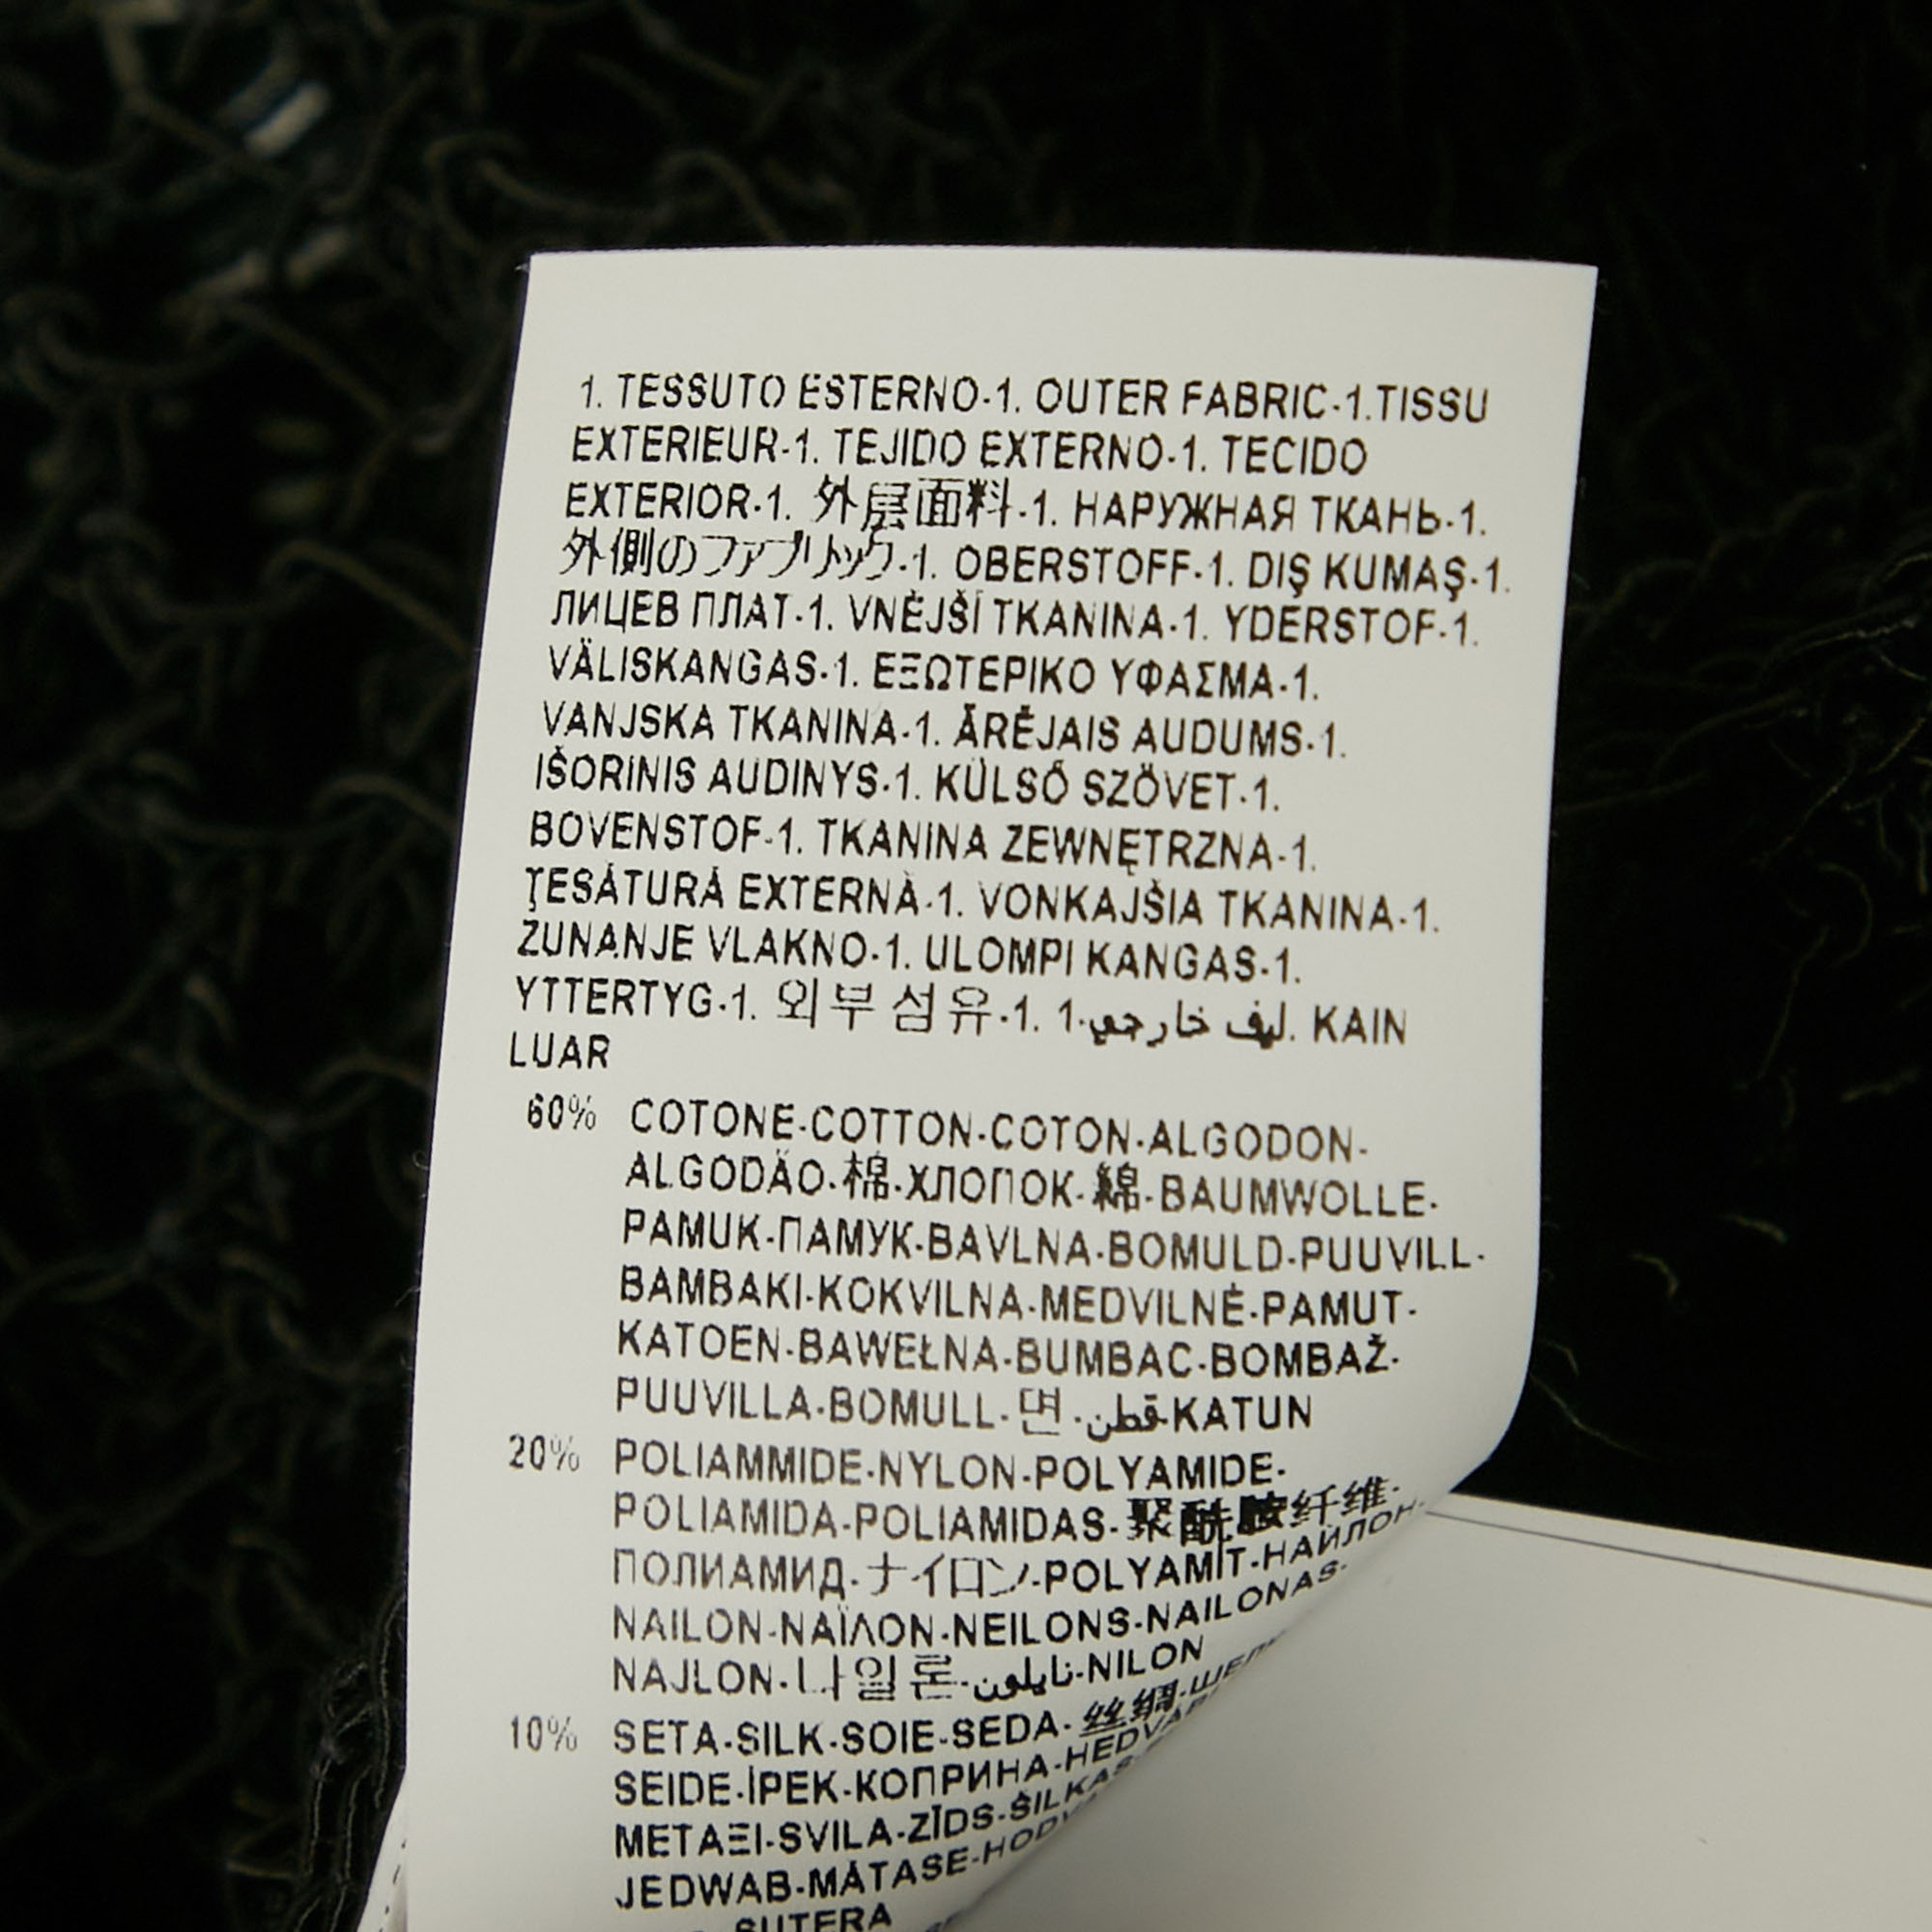 1. TESSUTO ESTERNO-1. OUTER FABRIC-1.TISSU
EXTERIEUR-1. TEJIDO EXTERNO-1. TECIDO
EXTERIOR-1. 外层面料-1. НАРУЖНАЯ ТКАНЬ-1.
外側のファブリック-1. OBERSTOFF-1. DIŞ KUMAŞ-1.
ЛИЦЕВ ПЛАТ-1. VNĖJŠÍ TKANINA-1. YDERSTOF-1.
VÄLISKANGAS-1. ΕΞΩΤΕΡΙΚΟ ΥΦΑΣΜΑ-1.
VANJSKA TKANINA-1. ĀRĒJAIS AUDUMS-1.
IŠORINIS AUDINYS-1. KÜLSŐ SZÖVET-1.
BOVENSTOF-1. TKANINA ZEWNĘTRZNA-1.
ŢESĂTURĂ EXTERNĂ-1. VONKAJŠIA TKANINA-1.
ZUNANJE VLAKNO-1. ULOMPI KANGAS-1.
YTTERTYG-1. 외부 섬유-1. 1.ليف خارجي. KAIN
LUAR
60% COTONE-COTTON-COTON-ALGODON-
ALGODÃO-棉-ХЛОПОК-綿-BAUMWOLLE-
PAMUK-ПАМУК-BAVLNA-BOMULD-PUUVILL-
BAMBAKI-KOKVILNA-MEDVILNĖ-PAMUT-
KATOEN-BAWEŁNA-BUMBAC-BOMBAŽ-
PUUVILLA-BOMULL-면-قطن-KATUN
20% POLIAMMIDE-NYLON-POLYAMIDE-
POLIAMIDA-POLIAMIDAS-聚酰胺纤维-
ПОЛИАМИД-ナイロン-POLYAMİT-НАЙЛОН-
NAILON-ΝΑΪΛΟΝ-NEILONS-NAILONAS-
NAJLON-나일론-نايلون-NILON
10% SETA-SILK-SOIE-SEDA-丝绸-
SEIDE-İPEK-КОПРИНА-
ΜΕΤΑΞΙ-SVILA-ZĪDS-ŠILKAS-
JEDWAB-MĂTASE-
SUTERA